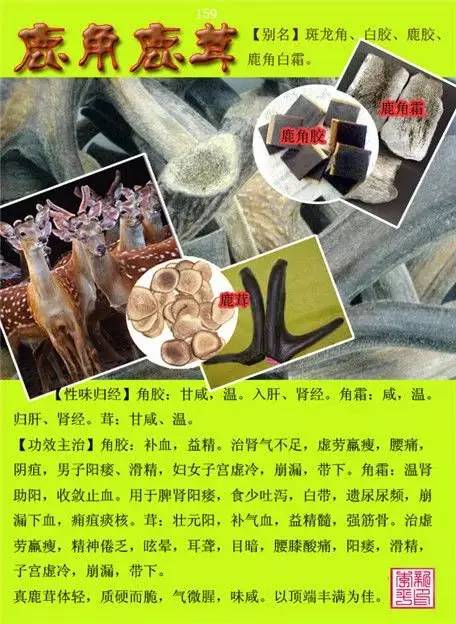 159
鹿角鹿茸
【别名】斑龙角、白胶、鹿胶、
鹿角白霜。
鹿角霜
鹿角胶
鹿茸
【性味归经】角胶：甘咸，温。入肝、肾经。角霜：咸，温。
归肝、肾经。茸：甘咸、温。
【功效主治】角胶：补血，益精。治肾气不足，虚劳羸瘦，腰痛，
阴疽，男子阳痿、滑精，妇女子宫虚冷，崩漏，带下。角霜：温肾
助阳，收敛止血。用于脾肾阳痿，食少吐泻，白带，遗尿尿频，崩
漏下血，痈疽痰核。茸：壮元阳，补气血，益精髓，强筋骨。治虚
劳羸瘦，精神倦乏，眩晕，耳聋，目暗，腰膝酸痛，阳痿，滑精，
子宫虚冷，崩漏，带下。
真鹿茸体轻，质硬而脆，气微腥，味咸。以顶端丰满为佳。